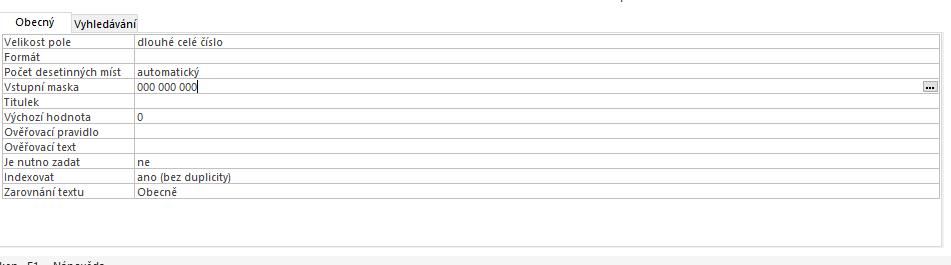 Obecný Vyhledávání
Velikost pole dlouhé celé číslo
Formát
Počet desetinných míst automatický
Vstupní maska 000 000 000
Titulek
Výchozí hodnota 0
Ověřovací pravidlo
Ověřovací text
Je nutno zadat ne
Indexovat ano (bez duplicity)
Zarovnání textu Obecně